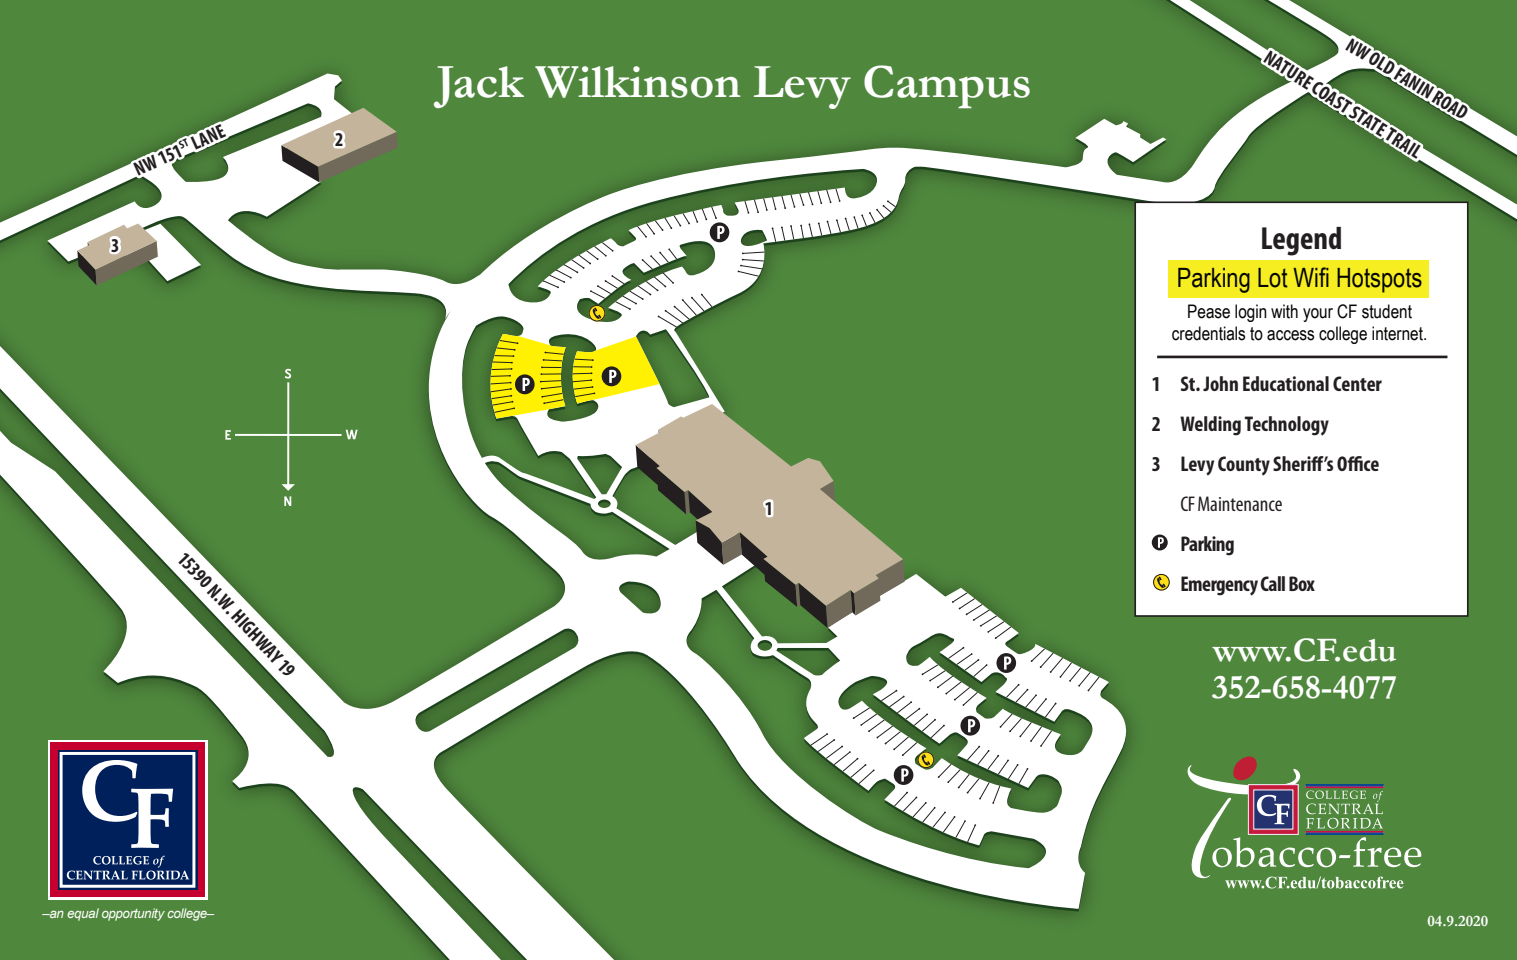 Jack Wilkinson Levy Campus
NW OLD FANIN ROAD
NATURE COAST STATE TRAIL
NW 151ST LANE
2
3
P
P
P
S
E
W
N
1
15390 N.W. HIGHWAY 19
P
P
P
Legend
Parking Lot Wifi Hotspots
Pease login with your CF student
credentials to access college internet.
1 St. John Educational Center
2 Welding Technology
3 Levy County Sheriff's Office
CF Maintenance
P Parking
Emergency Call Box
www.CF.edu
352-658-4077
CF
COLLEGE of
CENTRAL FLORIDA
–an equal opportunity college–
CF
COLLEGE of
CENTRAL
FLORIDA
Tobacco-free
www.CF.edu/tobaccofree
04.9.2020